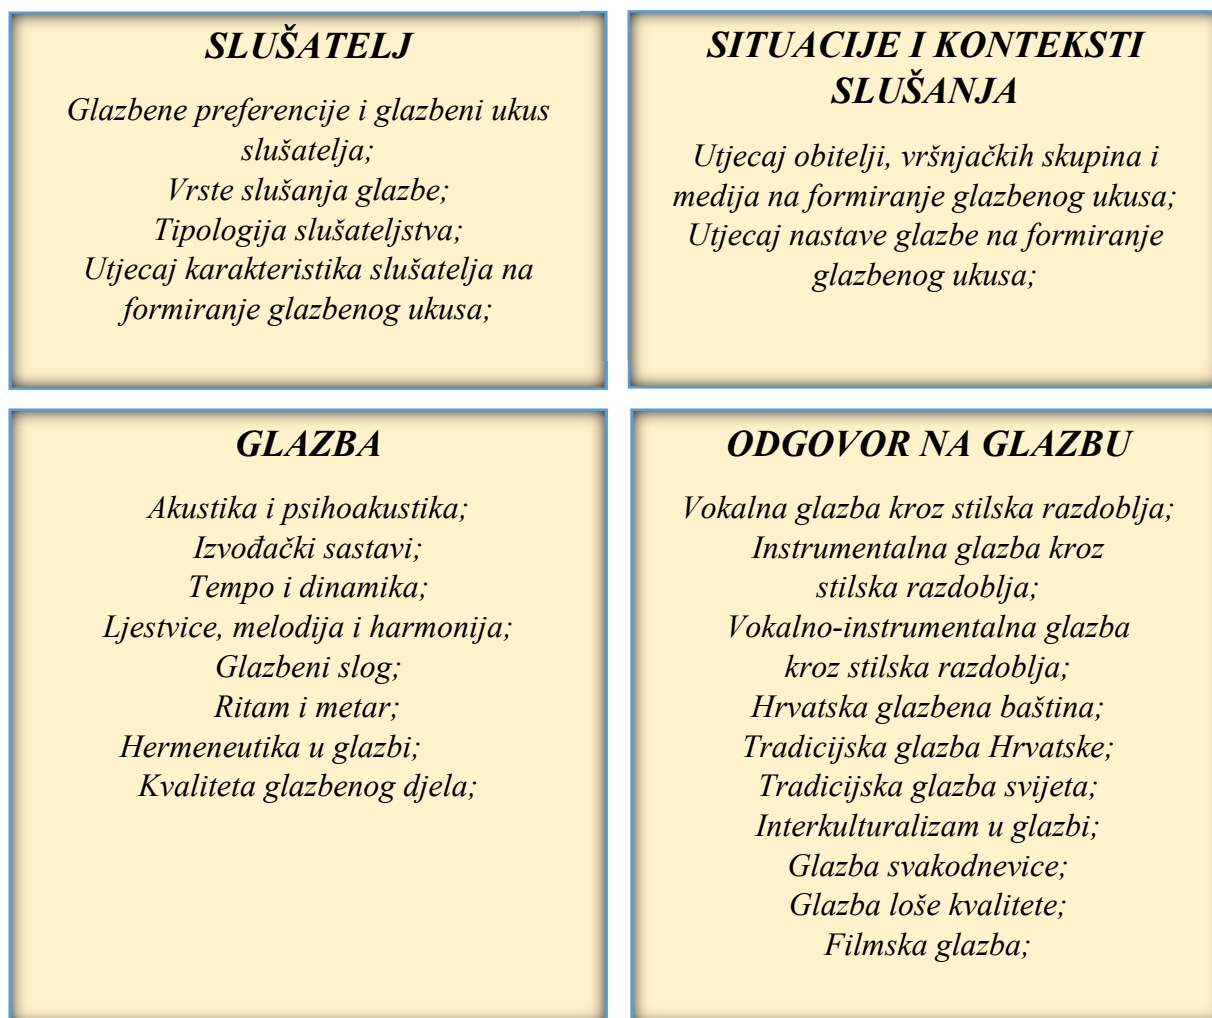 SLUŠATELJ
Glazbene preferencije i glazbeni ukus
slušatelja;
Vrste slušanja glazbe;
Tipologija slušateljstva;
Utjecaj karakteristika slušatelja na
formiranje glazbenog ukusa;
SITUACIJE I KONTEKSTI
SLUŠANJA
Utjecaj obitelji, vršnjačkih skupina i
medija na formiranje glazbenog ukusa;
Utjecaj nastave glazbe na formiranje
glazbenog ukusa;
GLAZBA
Akustika i psihoakustika;
Izvođački sastavi;
Tempo i dinamika;
Ljestvice, melodija i harmonija;
Glazbeni slog;
Ritam i metar;
Hermeneutika u glazbi;
Kvaliteta glazbenog djela;
ODGOVOR NA GLAZBU
Vokalna glazba kroz stilska razdoblja;
Instrumentalna glazba kroz
stilska razdoblja;
Vokalno-instrumentalna glazba
kroz stilska razdoblja;
Hrvatska glazbena baština;
Tradicijska glazba Hrvatske;
Tradicijska glazba svijeta;
Interkulturalizam u glazbi;
Glazba svakodnevice;
Glazba loše kvalitete;
Filmska glazba;